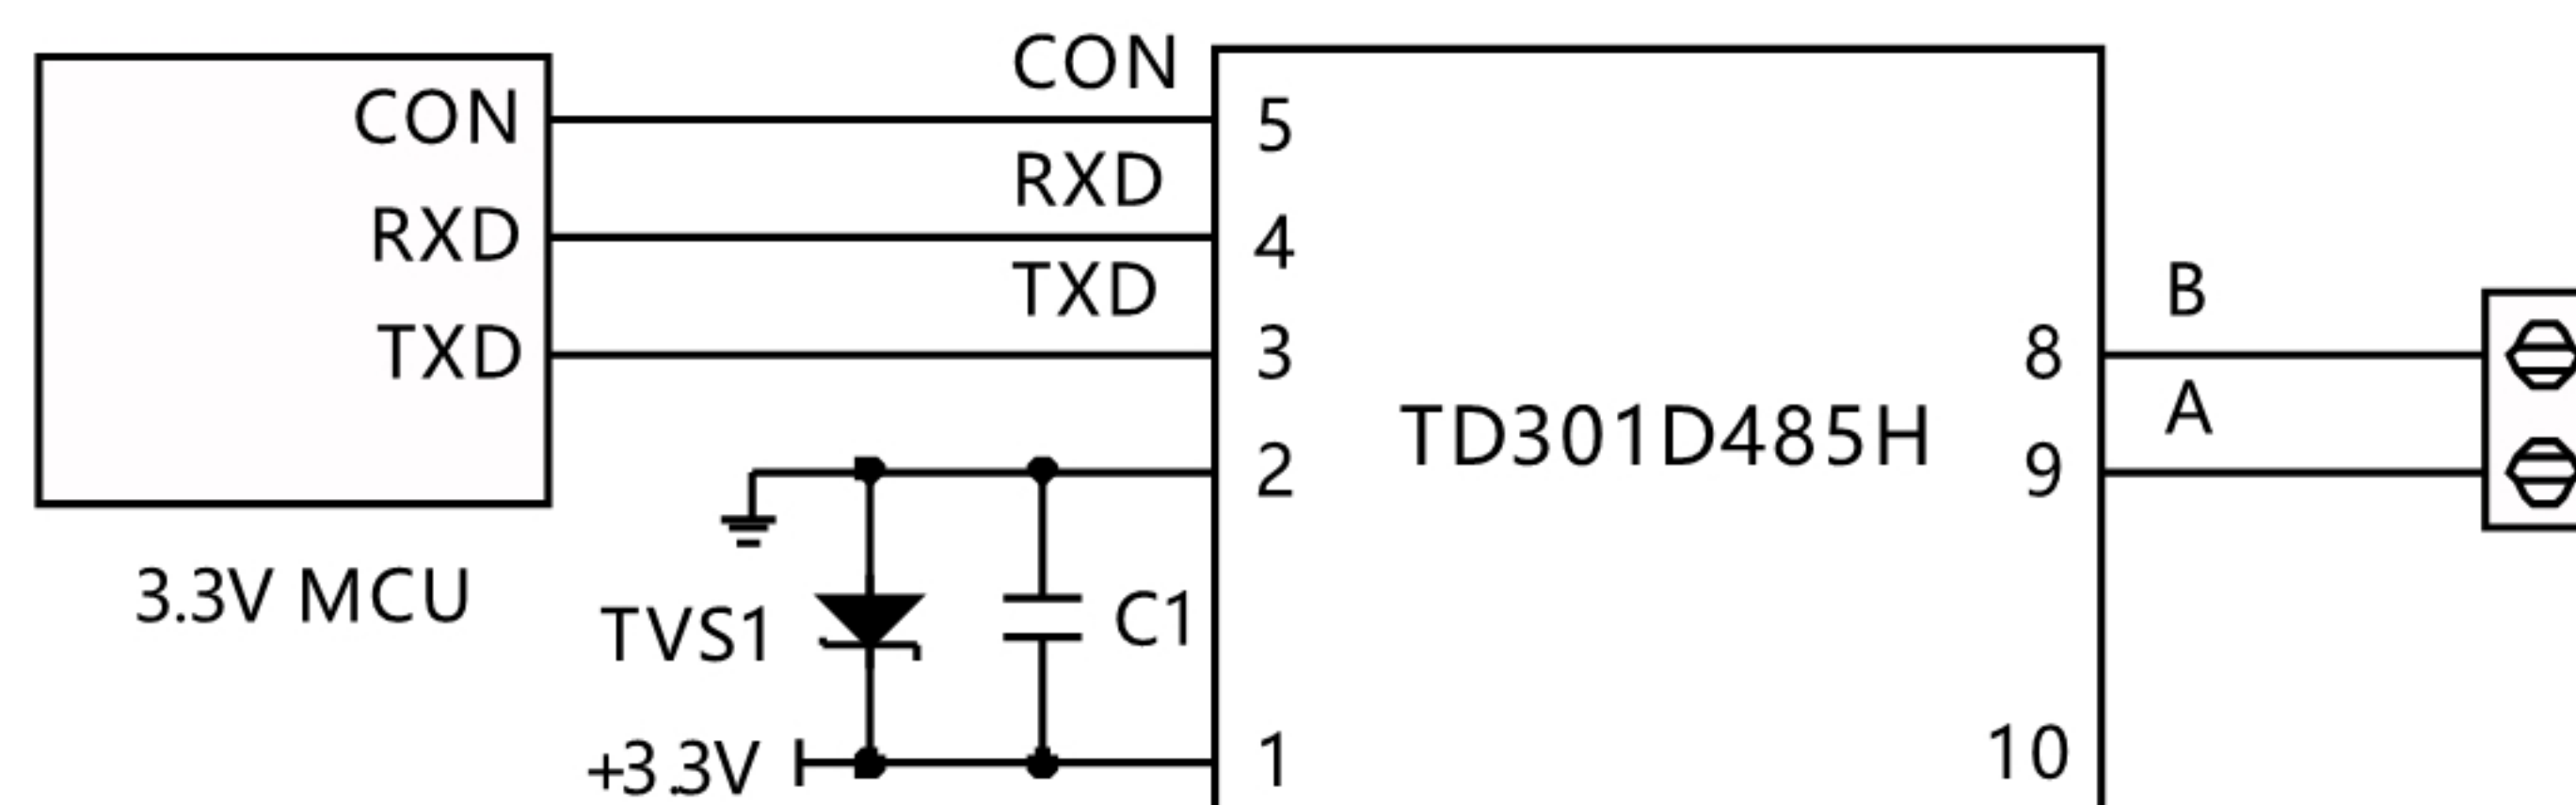 CON
RXD
TXD
3.3V MCU
CON
RXD
TXD
5
4
3
2
1
TVS1
C1
+3.3V
TD301D485H
8
9
10
B
A